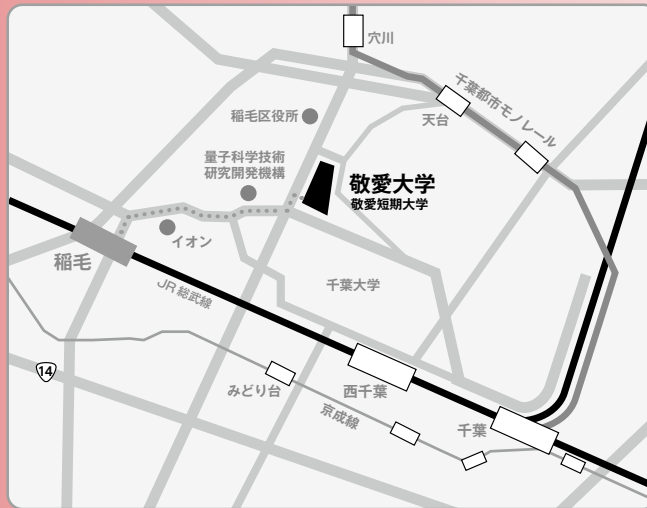 穴川
千葉都市モノレール
天台
稲毛区役所
量子科学技術
研究開発機構
敬愛大学
敬愛短期大学
イオン
稲毛
JR 総武線
千葉大学
14
みどり台
西千葉
京成線
千葉